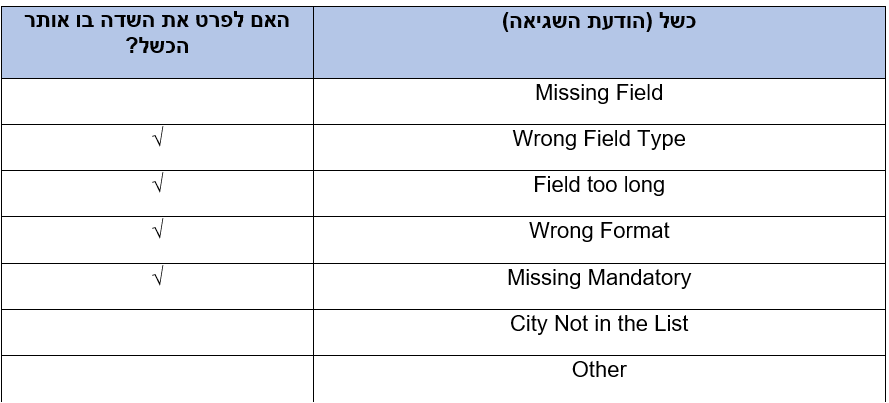 כשל (הודעת השגיאה)
האם לפרט את השדה בו אותר
הכשל?
Missing Field
Wrong Field Type
√
Field too long
√
Wrong Format
√
Missing Mandatory
√
City Not in the List
Other